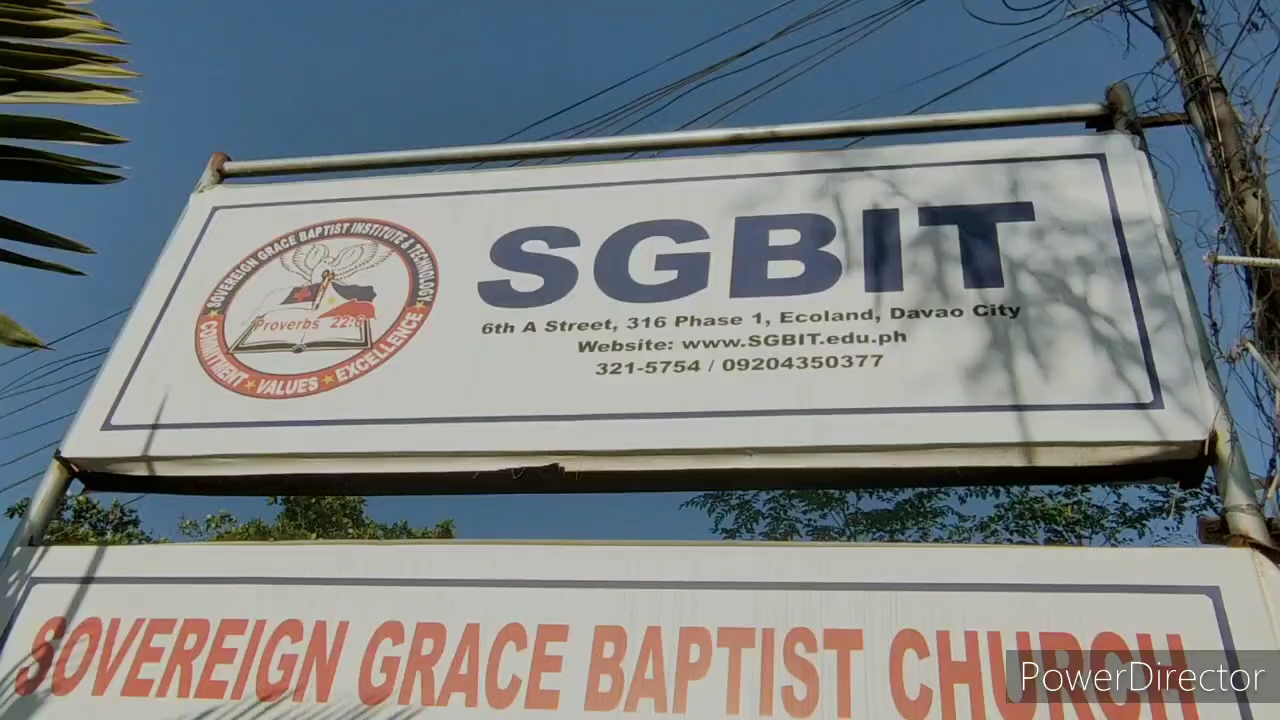 SOVEREIGN GRACE BAPTIST INSTITUTE & TECHNOLOGY
Proverbs 22:6
COMMITMENT ★ VALUES ★ EXCELLENCE
SGBIT
6th A Street, 316 Phase 1, Ecoland, Davao City
Website: www.SGBIT.edu.ph
321-5754 / 09204350377
SOVEREIGN GRACE BAPTIST CHURCH
PowerDirector